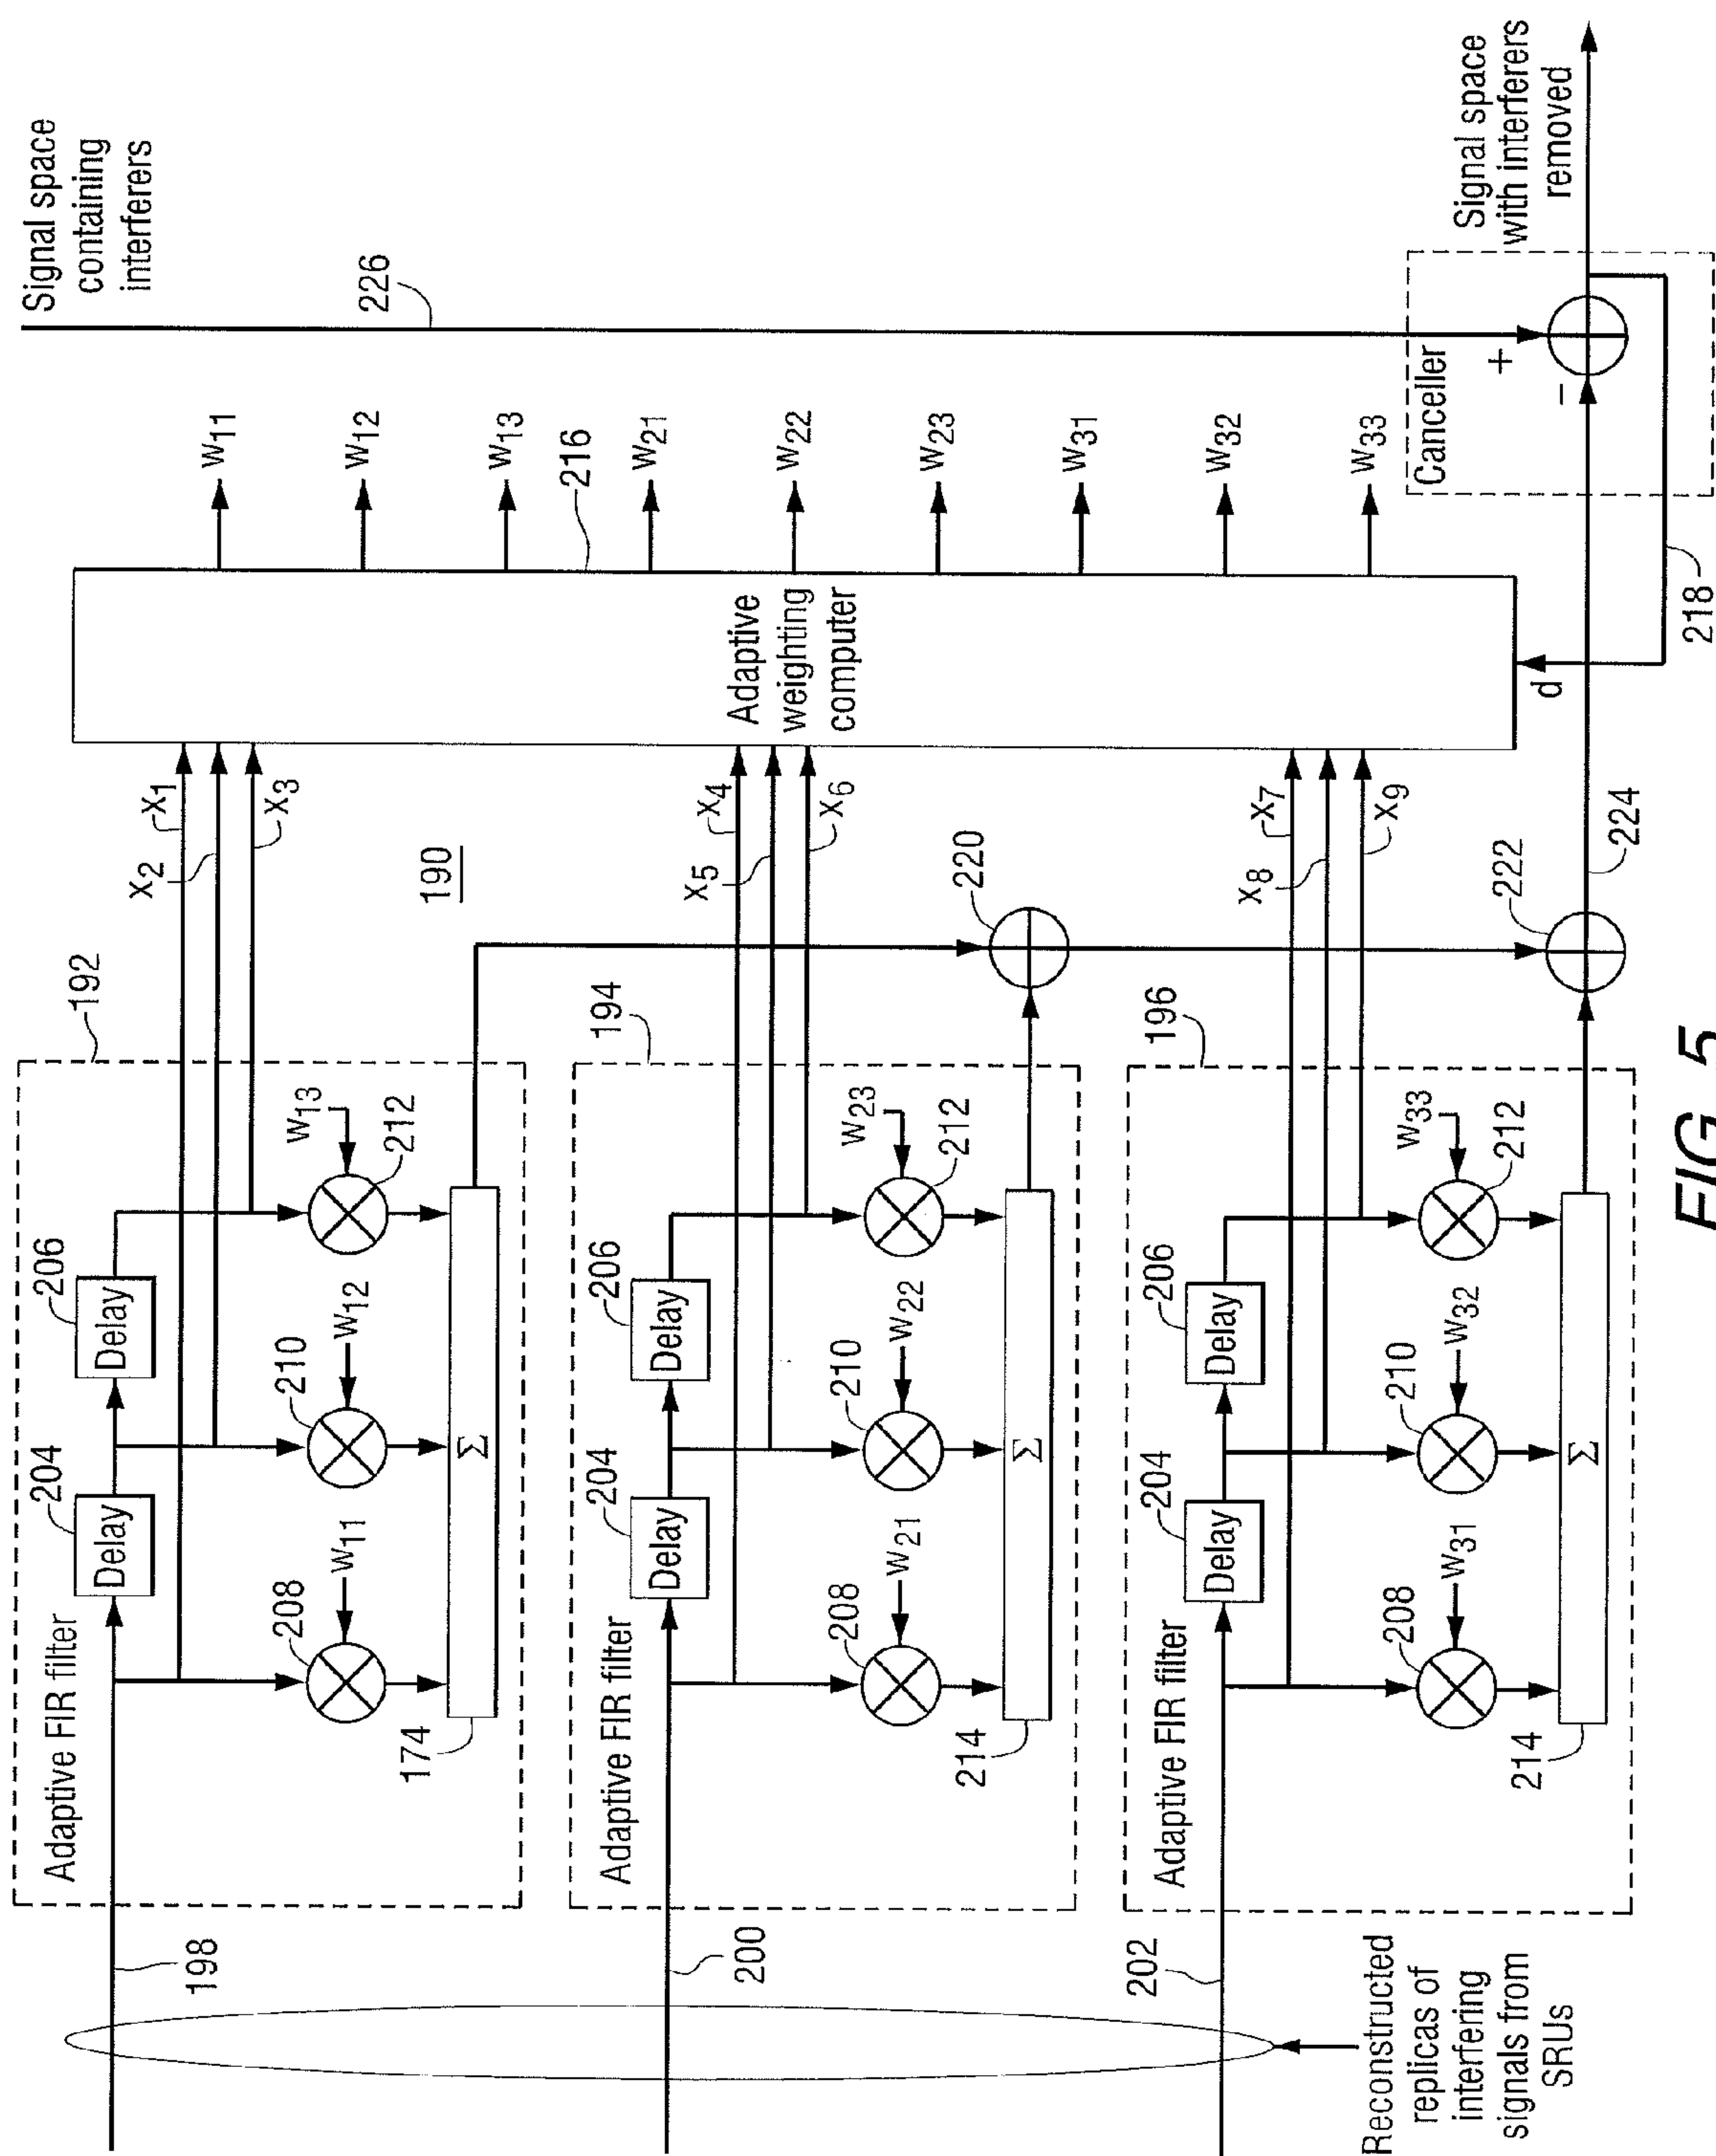 Signal space
containing
interferers
226
192
Adaptive FIR filter
198
204
Delay
206
Delay
208
w11
210
w12
212
w13
174
Σ
x1
x2
x3
190
w11
w12
w13
216
w21
w22
w23
w31
w32
w33
Adaptive
weighting
computer
194
Adaptive FIR filter
200
204
Delay
206
Delay
208
w21
210
w22
212
w23
214
Σ
x4
x5
x6
220
196
Adaptive FIR filter
202
204
Delay
206
Delay
208
w31
210
w32
212
w33
214
Σ
x7
x8
x9
222
224
d
218
Canceller
+
−
Signal space
with interferers
removed
Reconstructed
replicas of
interfering
signals from
SRUs
FIG. 5